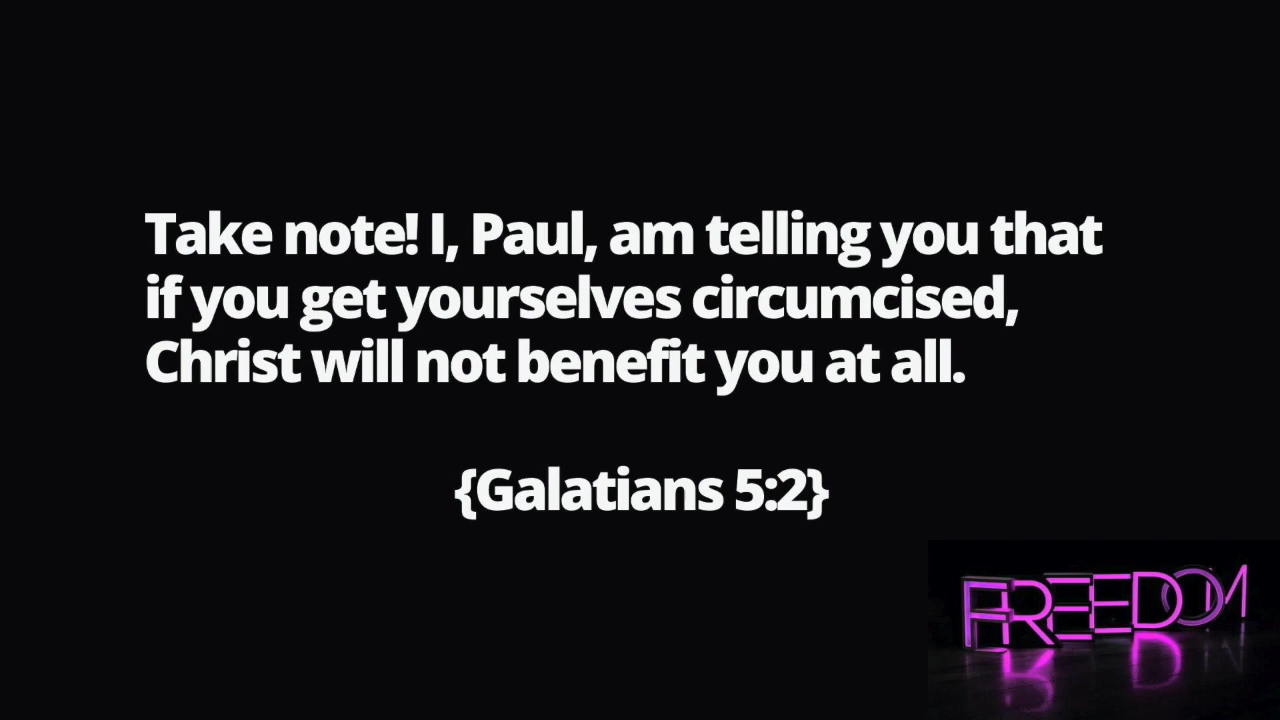 Take note! I, Paul, am telling you that
if you get yourselves circumcised,
Christ will not benefit you at all.
{Galatians 5:2}
FREEDOM